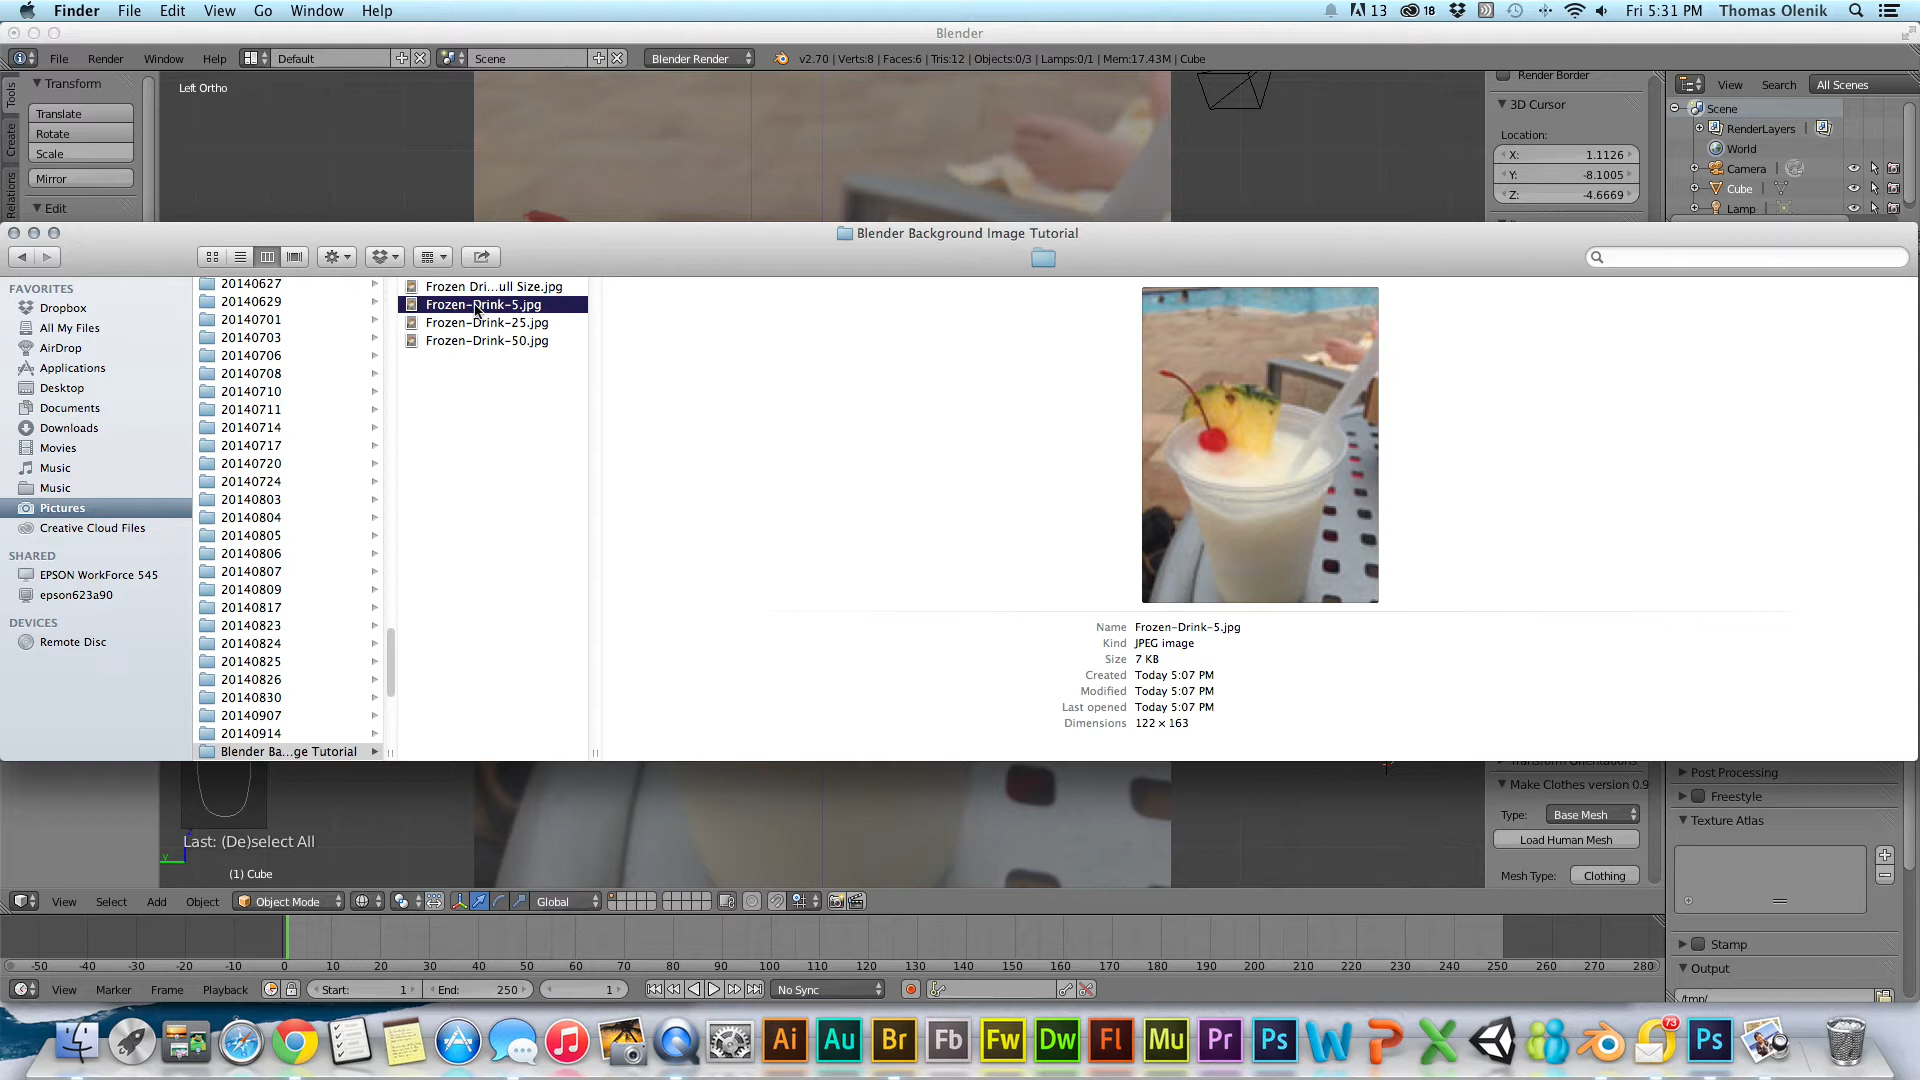 Finder File Edit View Go Window Help 13 18 Fri 5:31 PM Thomas Olenik
Blender
File Render Window Help Default Scene Blender Render v2.70 | Verts:8 | Faces:6 | Tris:12 | Objects:0/3 | Lamps:0/1 | Mem:17.43M | Cube
Tools
Create
Relations
Transform
Translate
Rotate
Scale
Mirror
Edit
Left Ortho
Render Border
3D Cursor
Location:
X: 1.1126
Y: -8.1005
Z: -4.6669
View Search All Scenes
Scene
RenderLayers
World
Camera
Cube
Lamp
Blender Background Image Tutorial
FAVORITES
Dropbox
All My Files
AirDrop
Applications
Desktop
Documents
Downloads
Movies
Music
Music
Pictures
Creative Cloud Files
SHARED
EPSON WorkForce 545
epson623a90
DEVICES
Remote Disc
20140627
20140629
20140701
20140703
20140706
20140708
20140710
20140711
20140714
20140717
20140720
20140724
20140803
20140804
20140805
20140806
20140807
20140809
20140817
20140823
20140824
20140825
20140826
20140830
20140907
20140914
Blender Ba...ge Tutorial
Frozen Dri...ull Size.jpg
Frozen-Drink-5.jpg
Frozen-Drink-25.jpg
Frozen-Drink-50.jpg
Name Frozen-Drink-5.jpg
Kind JPEG image
Size 7 KB
Created Today 5:07 PM
Modified Today 5:07 PM
Last opened Today 5:07 PM
Dimensions 122 × 163
Last: (De)select All
(1) Cube
Transform Orientations
Make Clothes version 0.9
Type: Base Mesh
Load Human Mesh
Mesh Type: Clothing
Post Processing
Freestyle
Texture Atlas
Stamp
Output
/tmp/
View Select Add Object Object Mode Global
-50 -40 -30 -20 -10 0 10 20 30 40 50 60 70 80 90 100 110 120 130 140 150 160 170 180 190 200 210 220 230 240 250 260 270 280
View Marker Frame Playback Start: 1 End: 250 1 No Sync
Ai Au Br Fb Fw Dw Fl Mu Pr Ps W P X 73 Ps